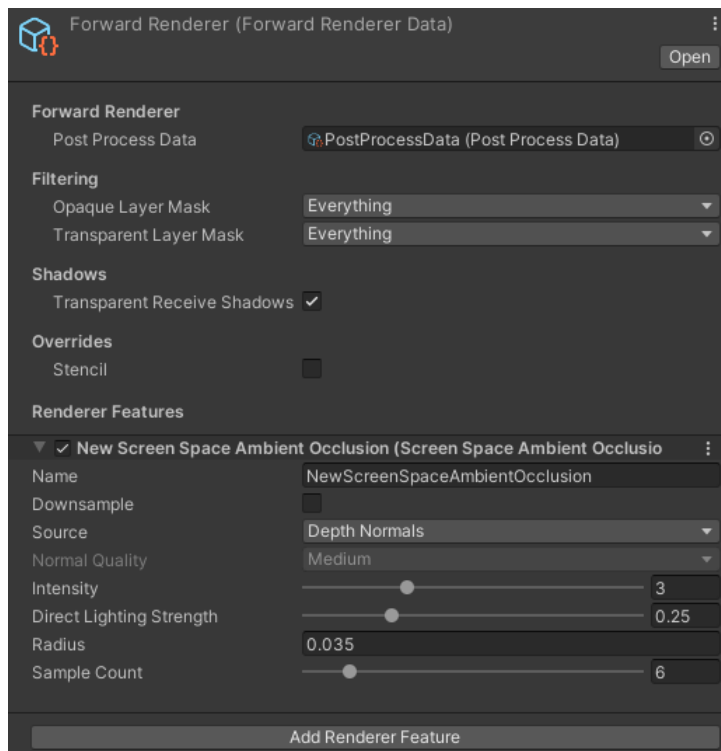 Forward Renderer (Forward Renderer Data)
Open
Forward Renderer
Post Process Data PostProcessData (Post Process Data)
Filtering
Opaque Layer Mask Everything
Transparent Layer Mask Everything
Shadows
Transparent Receive Shadows
Overrides
Stencil
Renderer Features
New Screen Space Ambient Occlusion (Screen Space Ambient Occlusio
Name NewScreenSpaceAmbientOcclusion
Downsample
Source Depth Normals
Normal Quality Medium
Intensity 3
Direct Lighting Strength 0.25
Radius 0.035
Sample Count 6
Add Renderer Feature